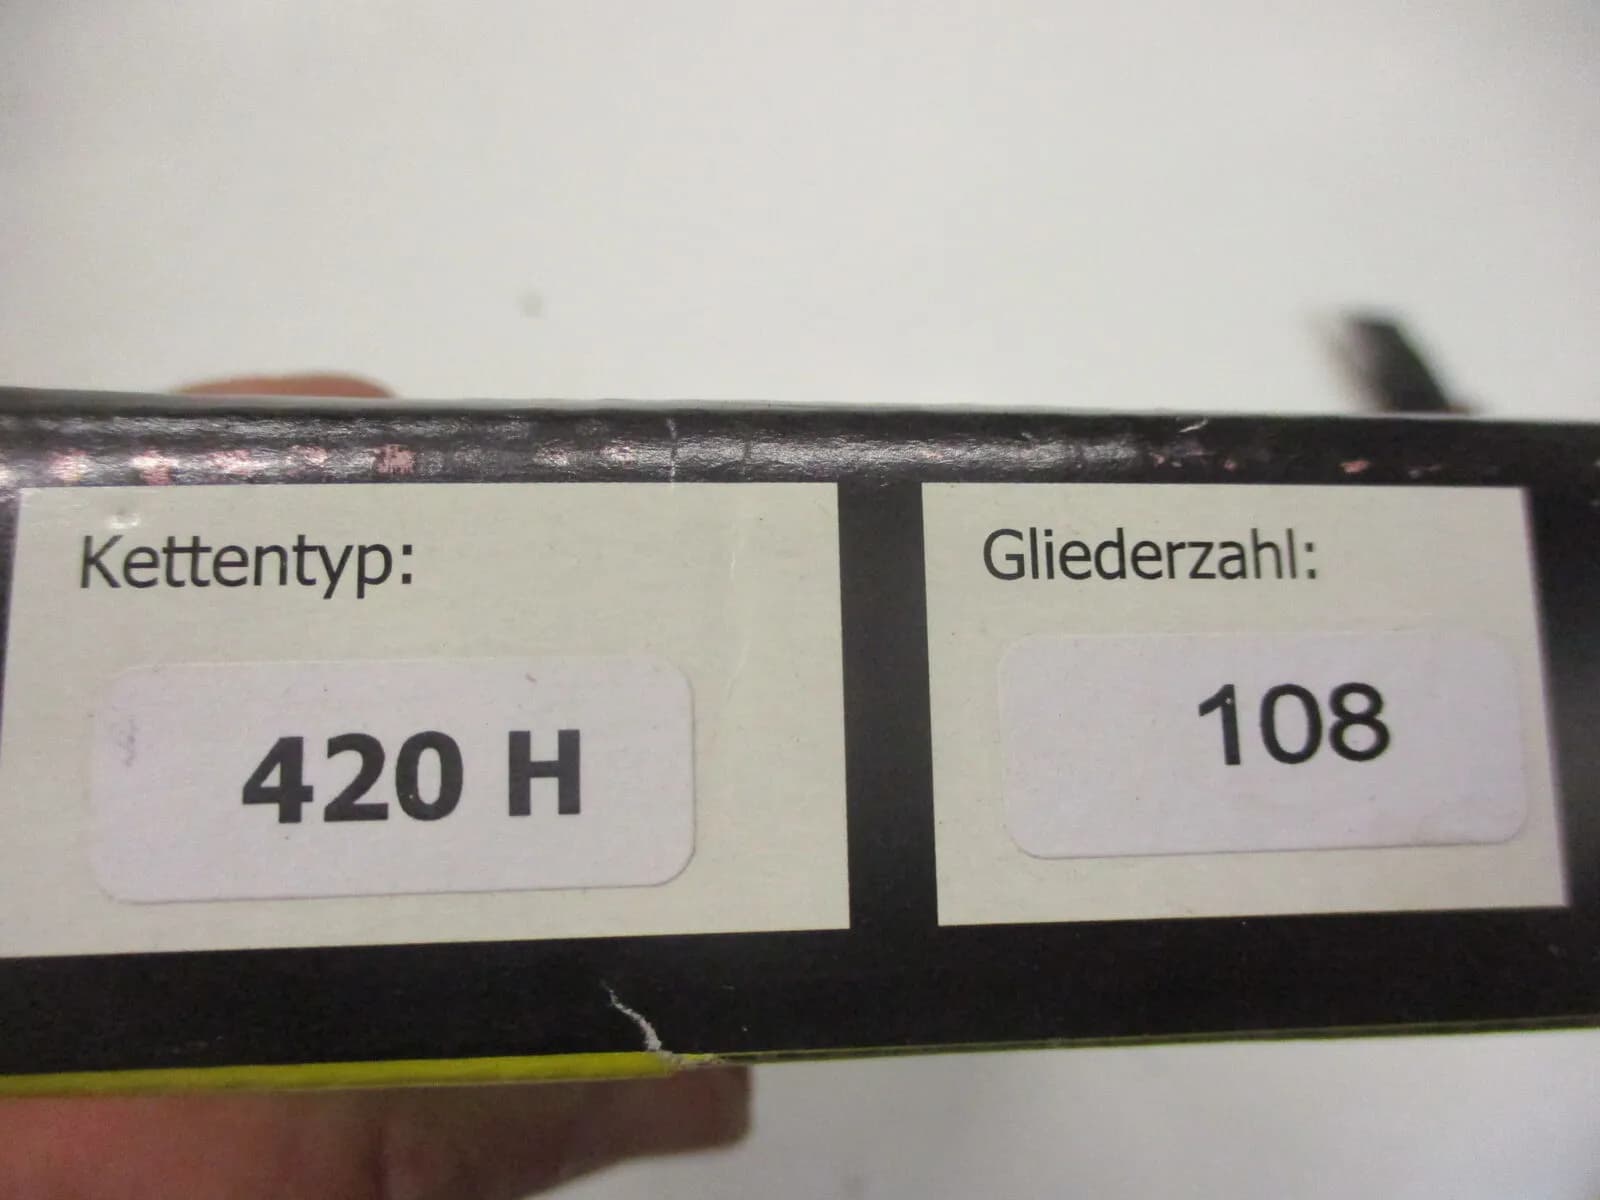 Kettentyp:
420 H
Gliederzahl:
108